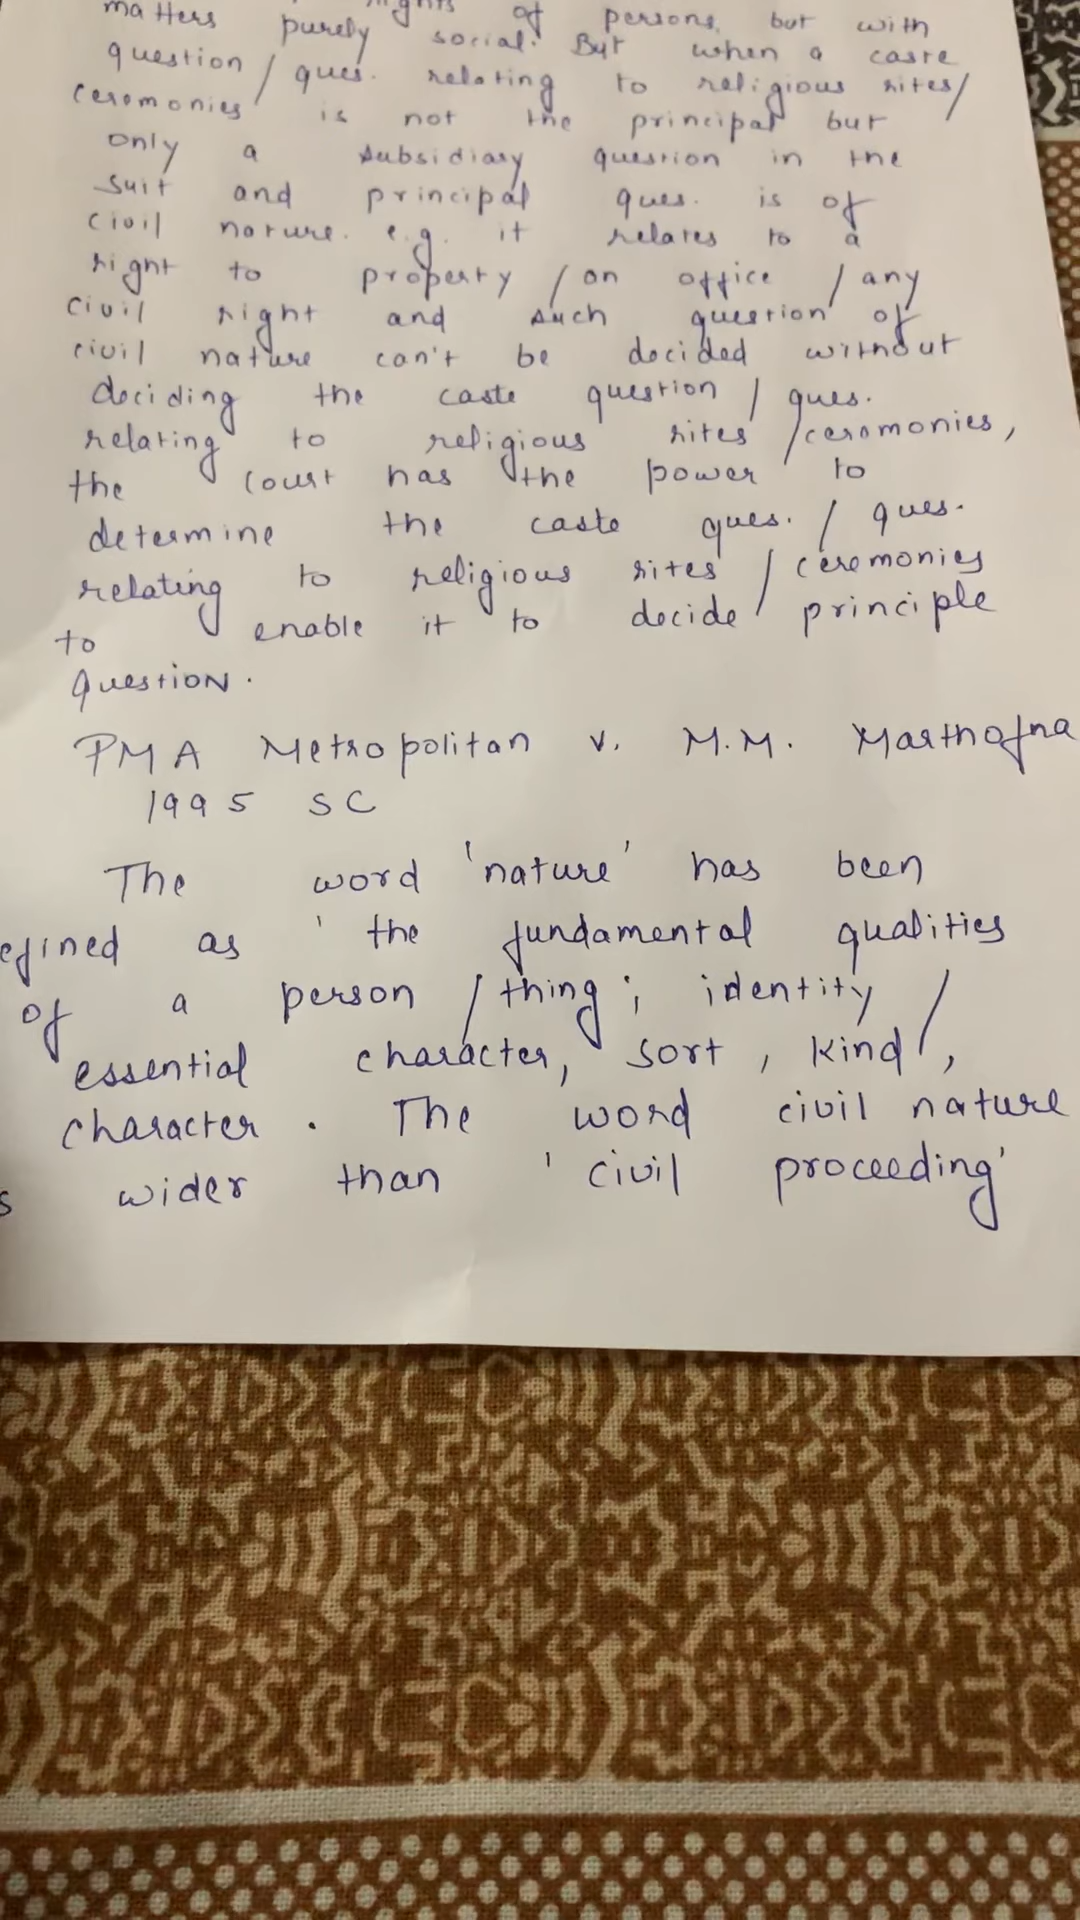 matters rights of persons, but with
purely social. But when a caste
question / ques. relating to religious rites/
ceremonies is not the principal but
only a subsidiary question in the
suit and principal ques. is of
civil nature. e.g. it relates to a
right to property / an office / any
civil right and such question of
civil nature can't be decided without
deciding the caste question / ques.
relating to religious rites /ceremonies,
the court has the power to
determine the caste ques. / ques.
relating to religious rites / ceremonies
to enable it to decide principle
question.
PMA Metropolitan v. M.M. Marthofna
1995 SC
The word 'nature' has been
efined as 'the fundamental qualities
of a person / thing; identity /
essential character, sort, kind,
character. The word civil nature
s wider than 'civil proceeding'